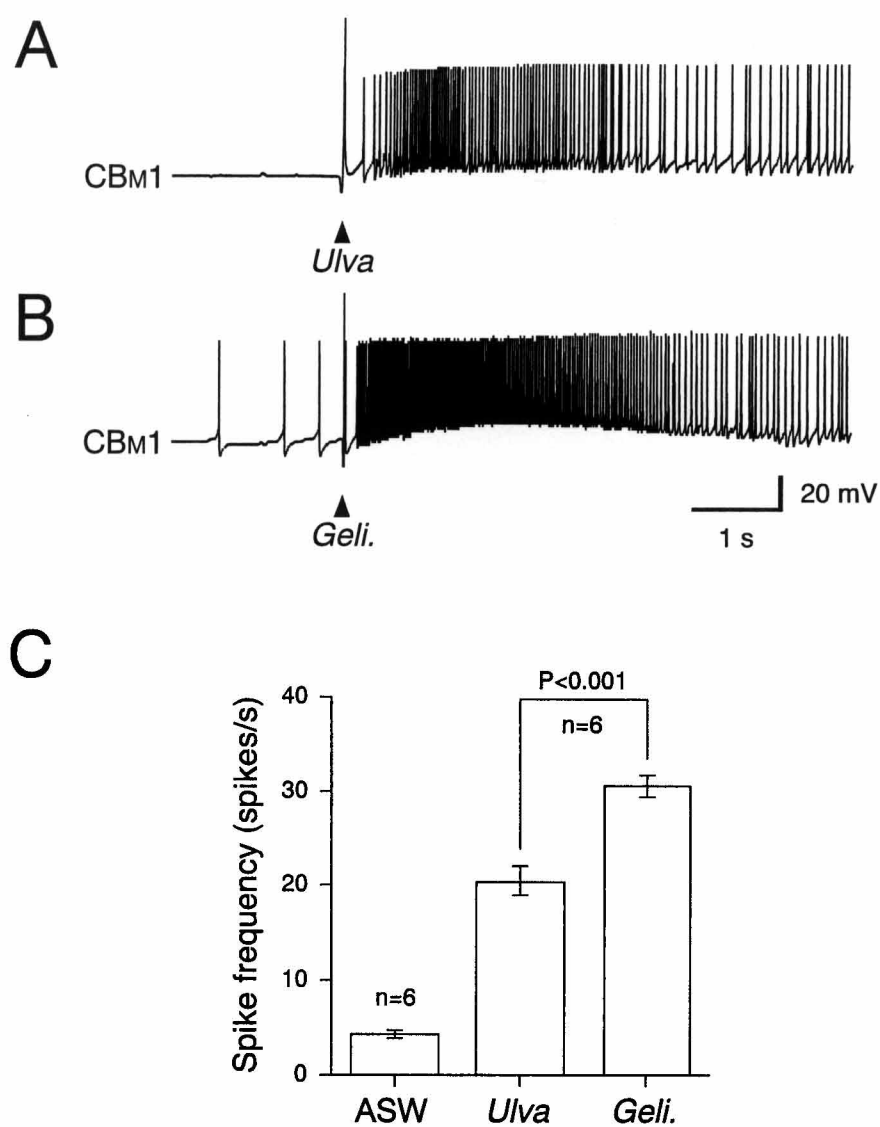 A
CBM1
Ulva
B
CBM1
Geli.
20 mV
1 s
C
Spike frequency (spikes/s)
40
30
20
10
0
P<0.001
n=6
n=6
ASW
Ulva
Geli.